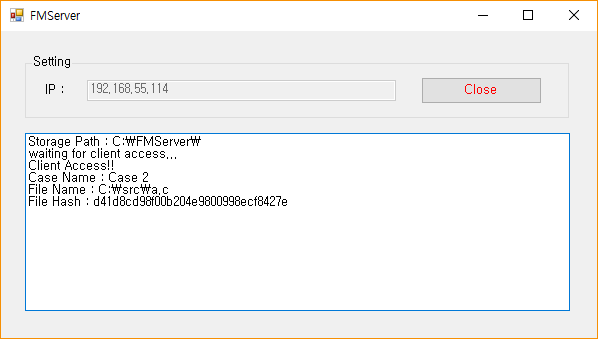 FMServer
Setting
IP :
192,168,55,114
Close
Storage Path : C:₩FMServer₩
waiting for client access,,,
Client Access!!
Case Name : Case 2
File Name : C:₩src₩a,c
File Hash : d41d8cd98f00b204e9800998ecf8427e